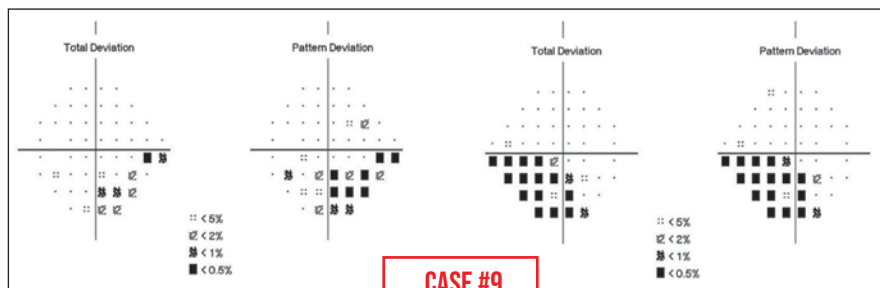 Total Deviation
Pattern Deviation
Total Deviation
Pattern Deviation
:: < 5%
< 2%
< 1%
■ < 0.5%
:: < 5%
< 2%
< 1%
■ < 0.5%
CASE #9